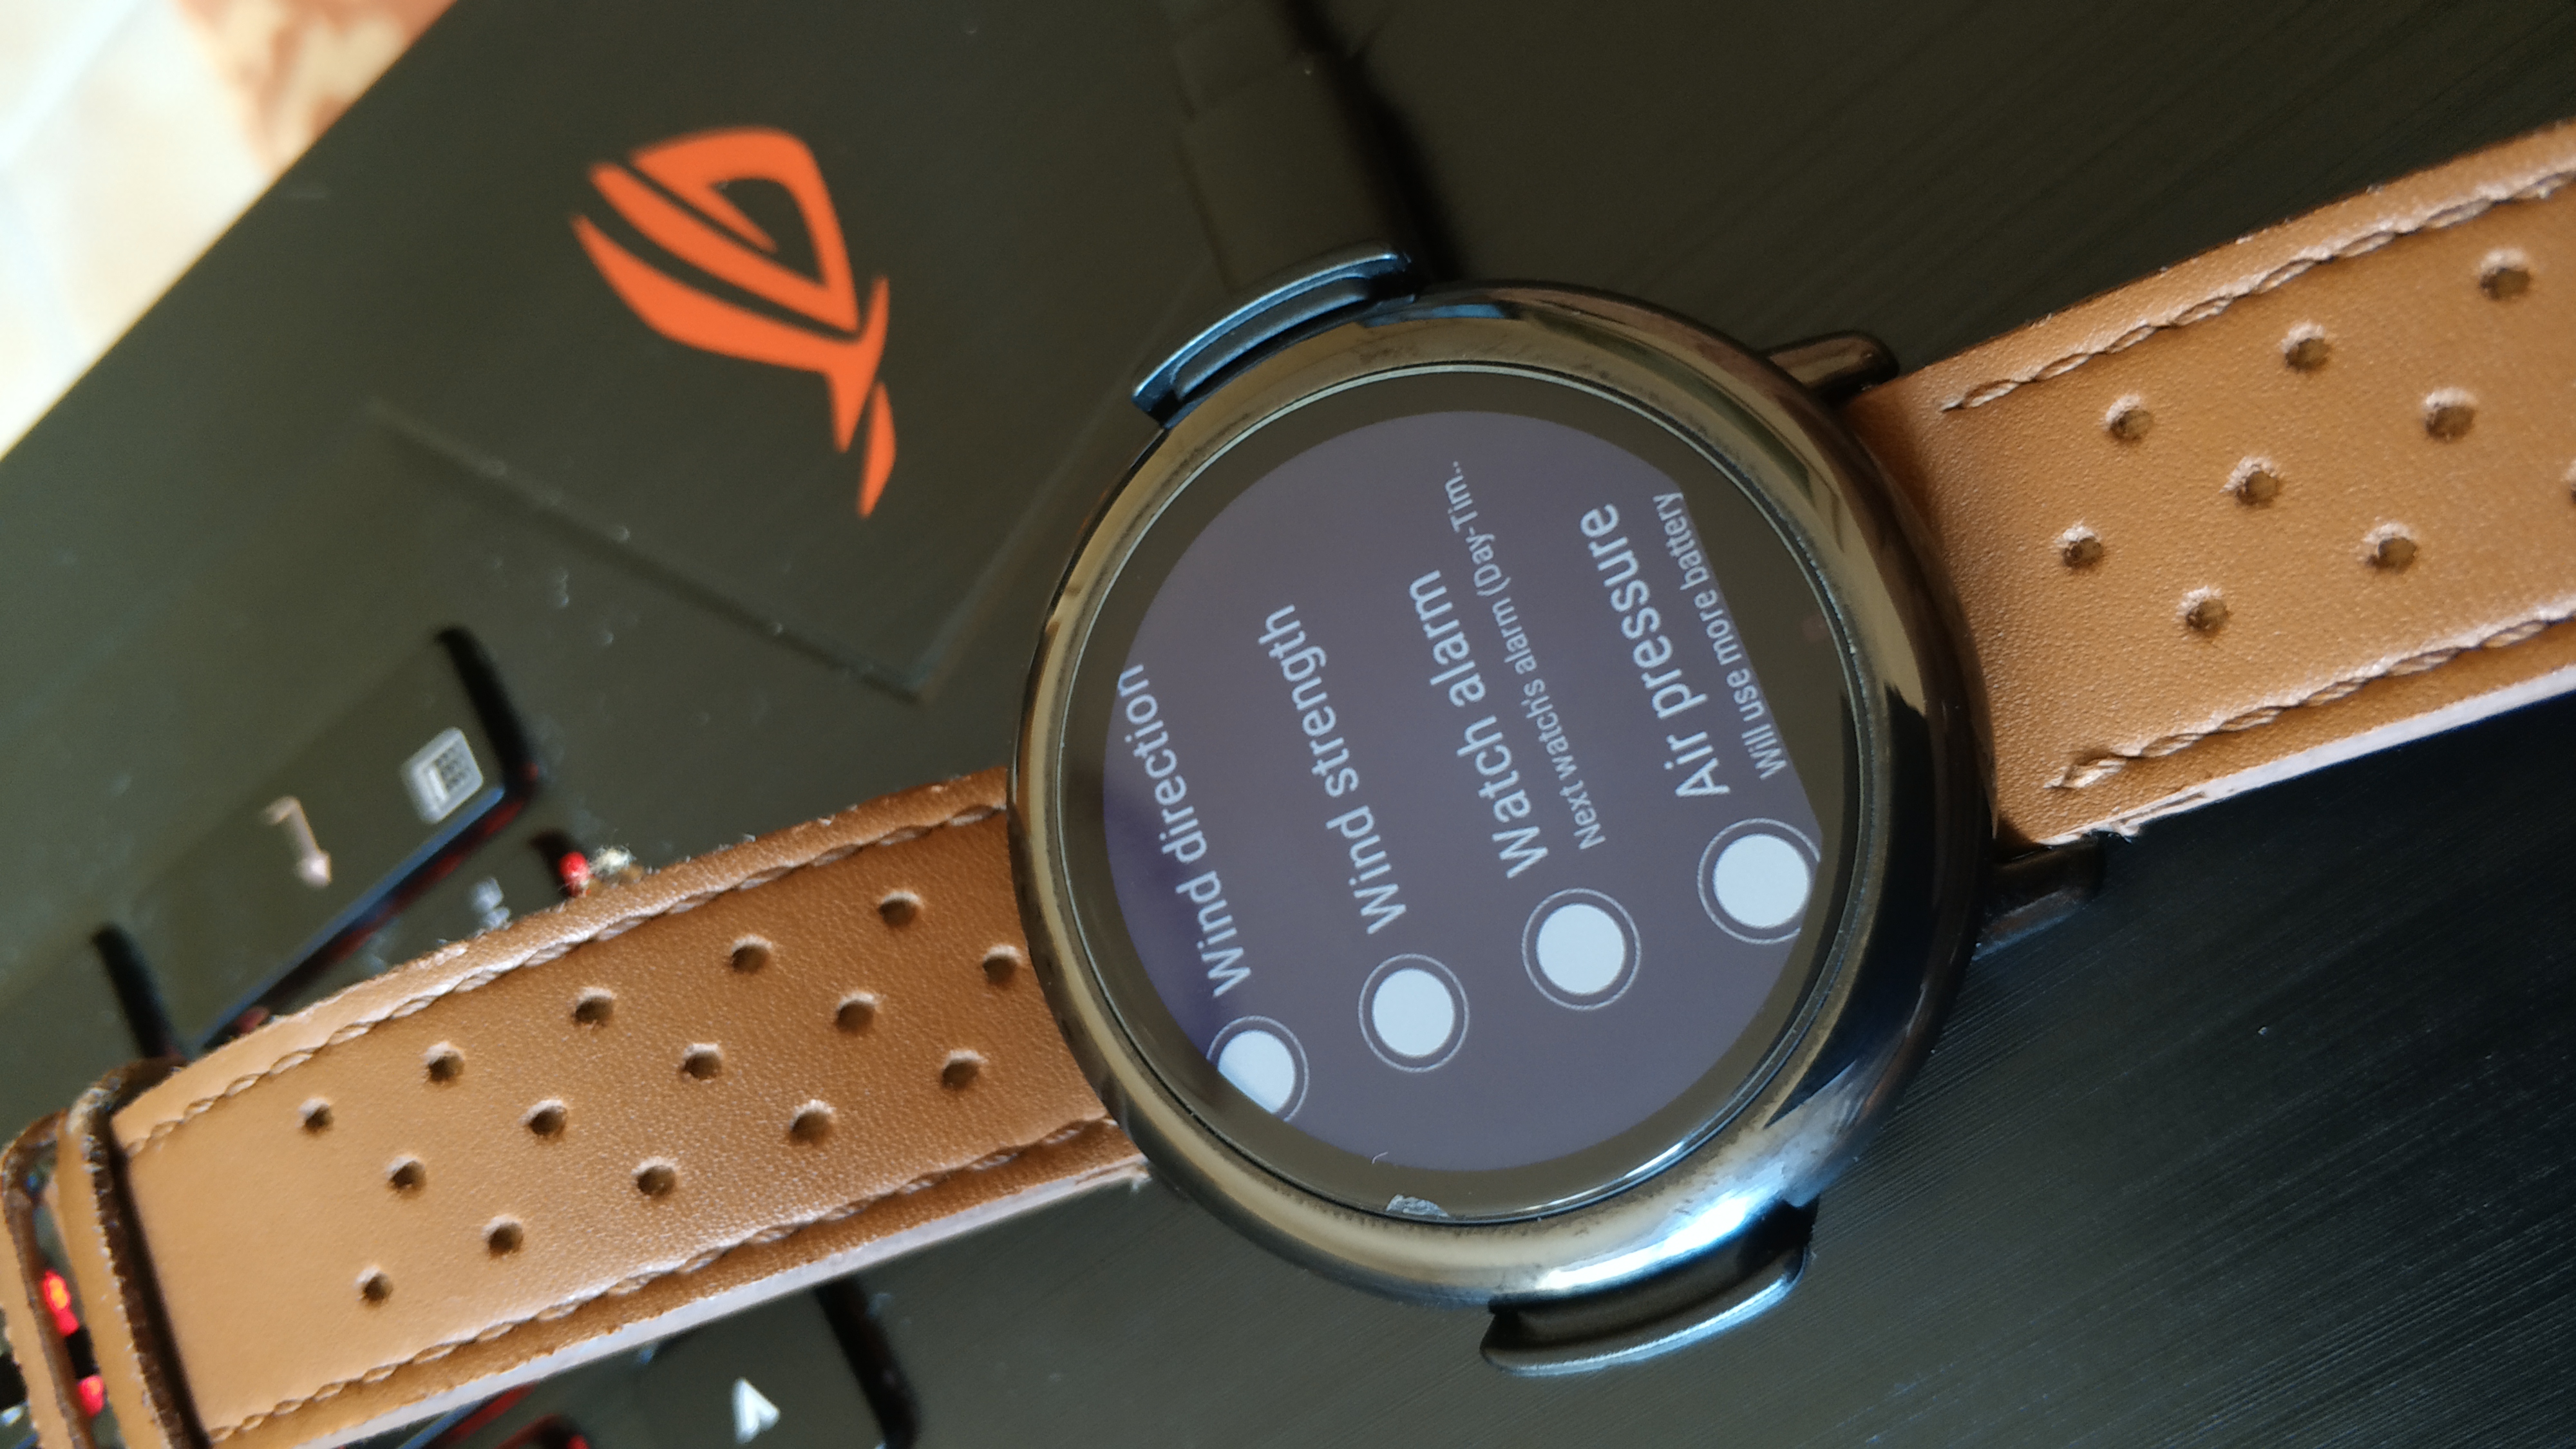 Wind direction
Wind strength
Watch alarm
Next watch's alarm (Day-Tim..
Air pressure
Will use more battery